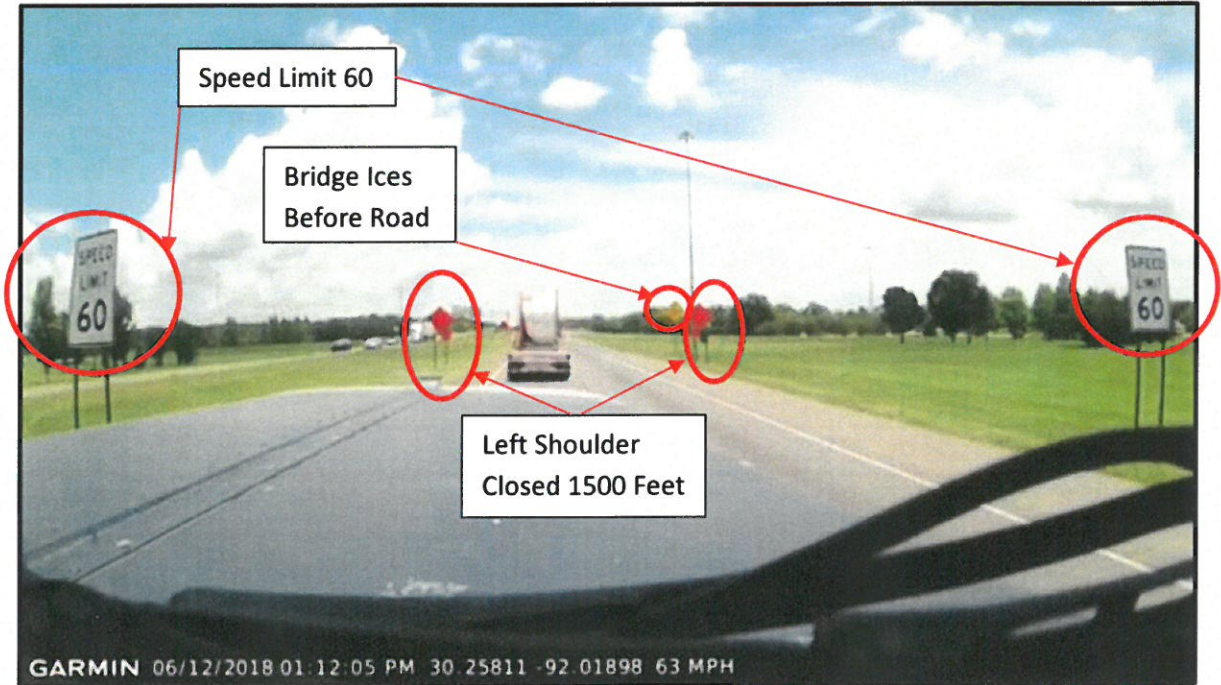 Speed Limit 60
Bridge Ices
Before Road
SPEED
LIMIT
60
SPEED
LIMIT
60
Left Shoulder
Closed 1500 Feet
GARMIN 06/12/2018 01:12:05 PM 30.25811 -92.01898 63 MPH